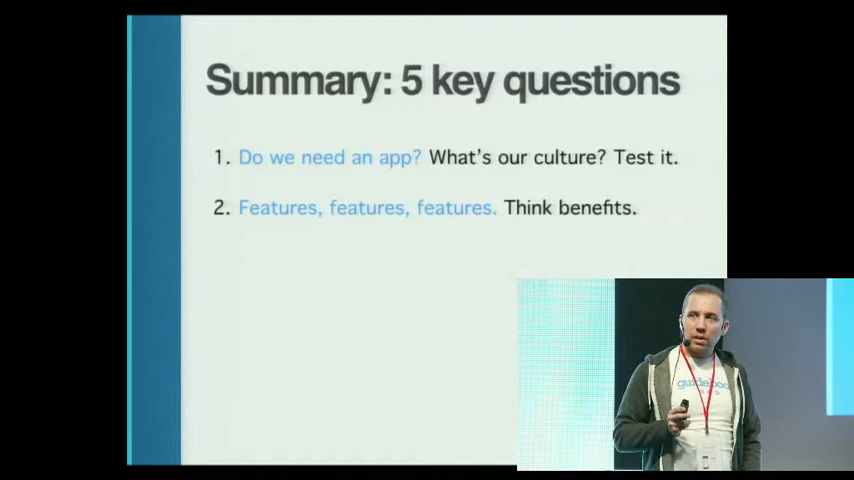 Summary: 5 key questions
1. Do we need an app? What's our culture? Test it.
2. Features, features, features. Think benefits.
guidebook